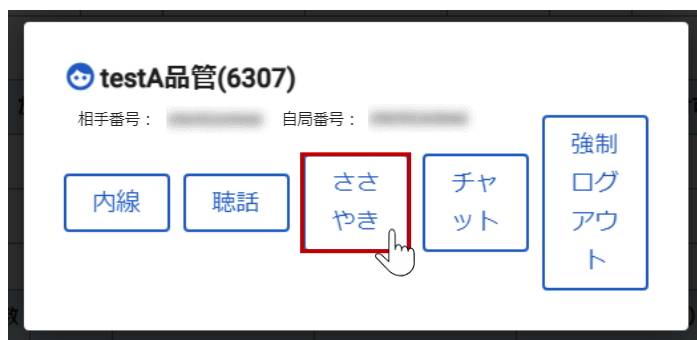 testA品管(6307)
相手番号： 自局番号：
内線
聴話
ささ
やき
チャ
ット
強制
ログ
アウ
ト
数